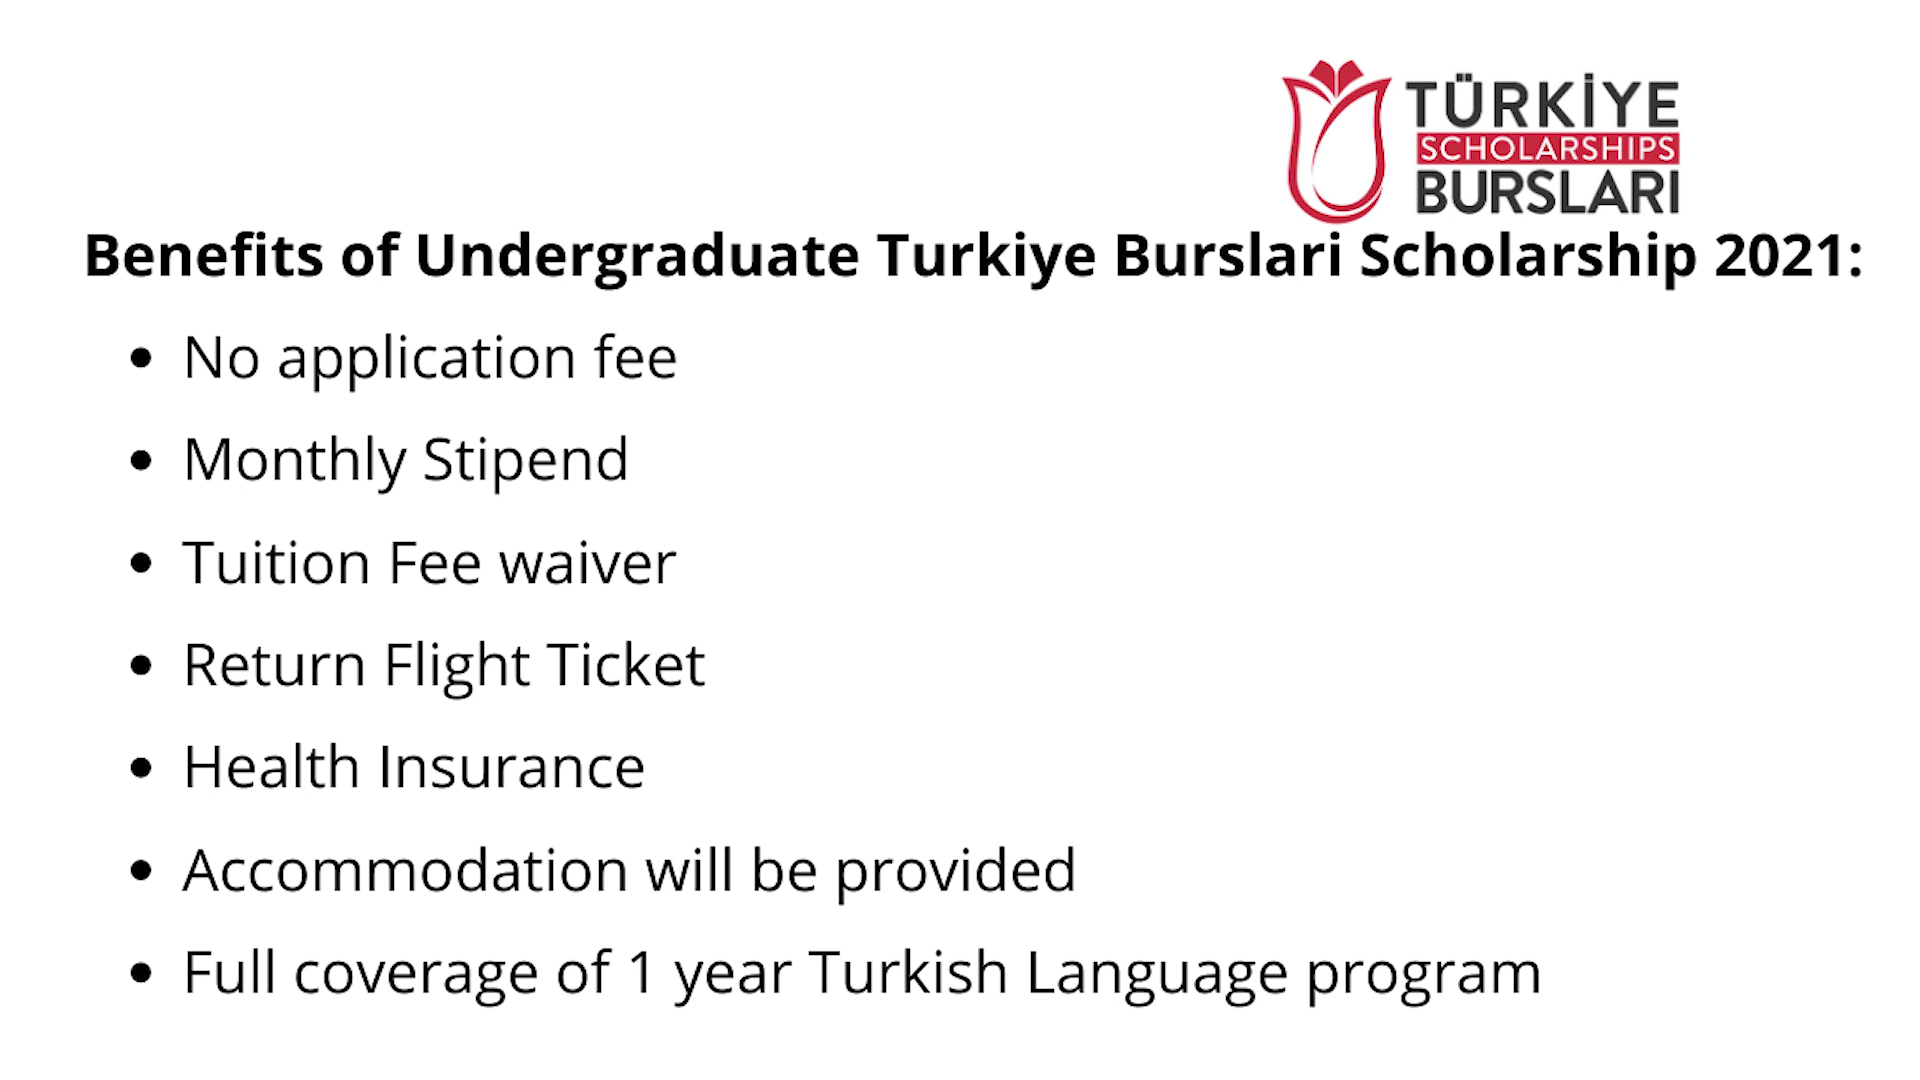 TÜRKİYE
SCHOLARSHIPS
BURSLARI
Benefits of Undergraduate Turkiye Burslari Scholarship 2021:
• No application fee
• Monthly Stipend
• Tuition Fee waiver
• Return Flight Ticket
• Health Insurance
• Accommodation will be provided
• Full coverage of 1 year Turkish Language program